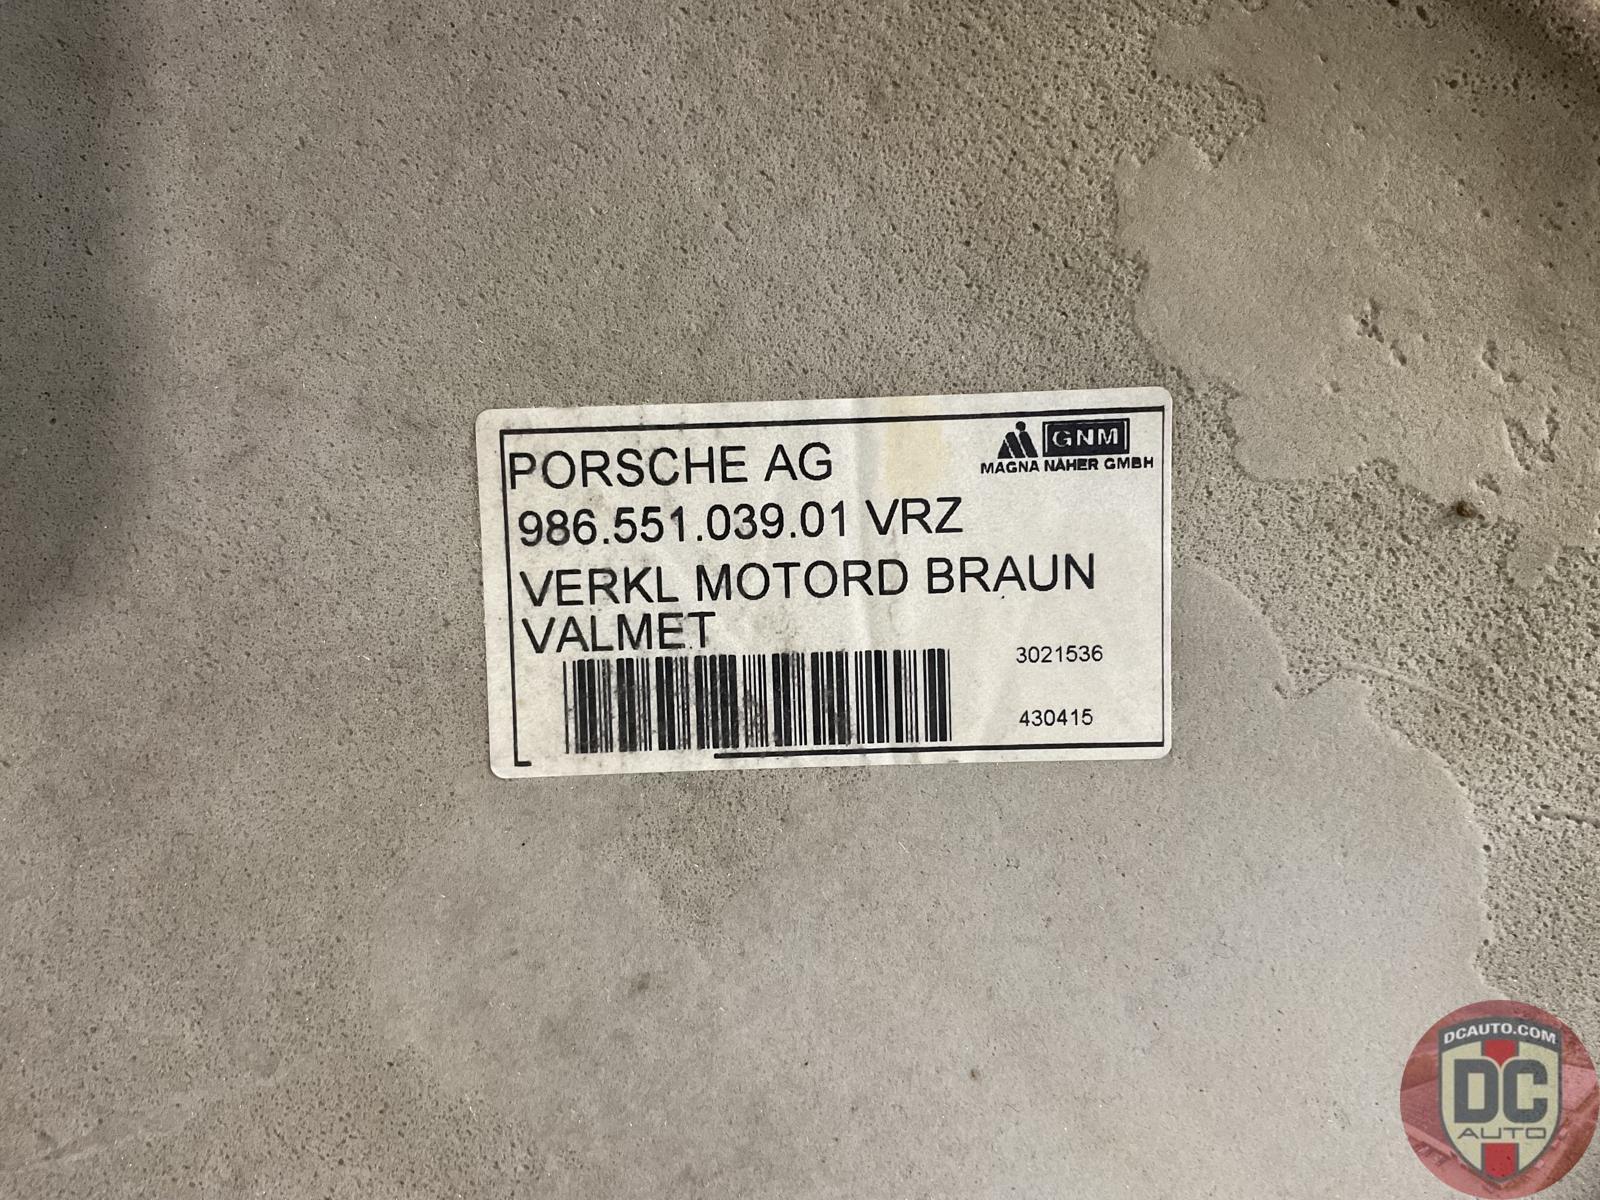 PORSCHE AG
GNM
MAGNA NAHER GMBH
986.551.039.01 VRZ
VERKL MOTORD BRAUN
VALMET
3021536
430415
DCAUTO.COM
DC
AUTO